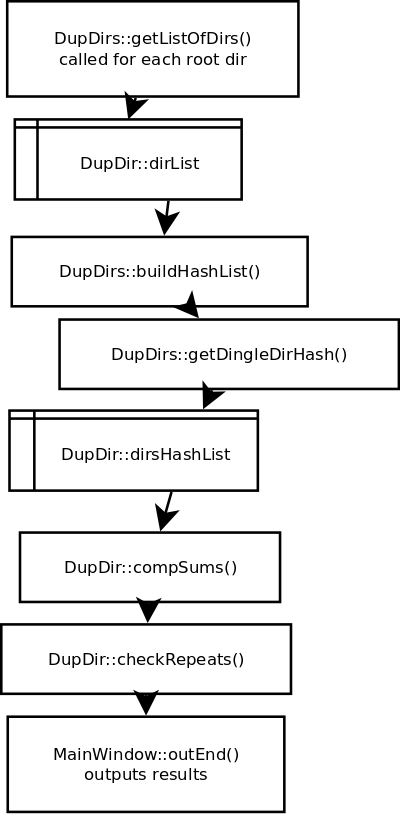 DupDirs::getListOfDirs()
called for each root dir
DupDir::dirList
DupDirs::buildHashList()
DupDirs::getDingleDirHash()
DupDir::dirsHashList
DupDir::compSums()
DupDir::checkRepeats()
MainWindow::outEnd()
outputs results